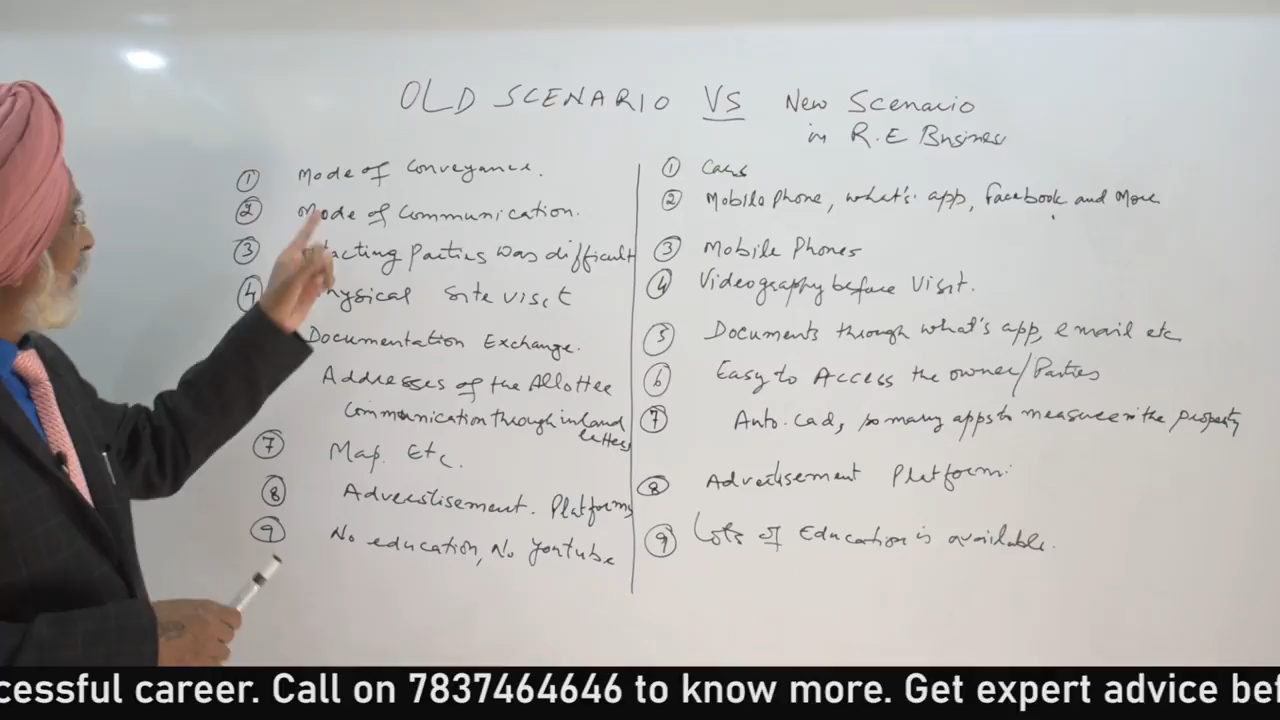 OLD SCENARIO VS New Scenario
in R.E Business
① Mode of Conveyance.
② Mode of Communication.
③ tacting Parties was difficult
④ Physical Site visit
Documentation Exchange.
Addresses of the Allottee
Communication through inland
letters
⑦ Map. Etc.
⑧ Advertisement. Platforms
⑨ No education, No Youtube
① Cars
② Mobile Phone, what's app, Facebook and More
③ Mobile Phones
④ Videography before Visit.
⑤ Documents through what's app, email etc
⑥ Easy to Access the owner/Parties
⑦ Auto. Cad, so many apps to measure the property
⑧ Advertisement Platform.
⑨ Lots of Education is available.
cessful career. Call on 7837464646 to know more. Get expert advice bef